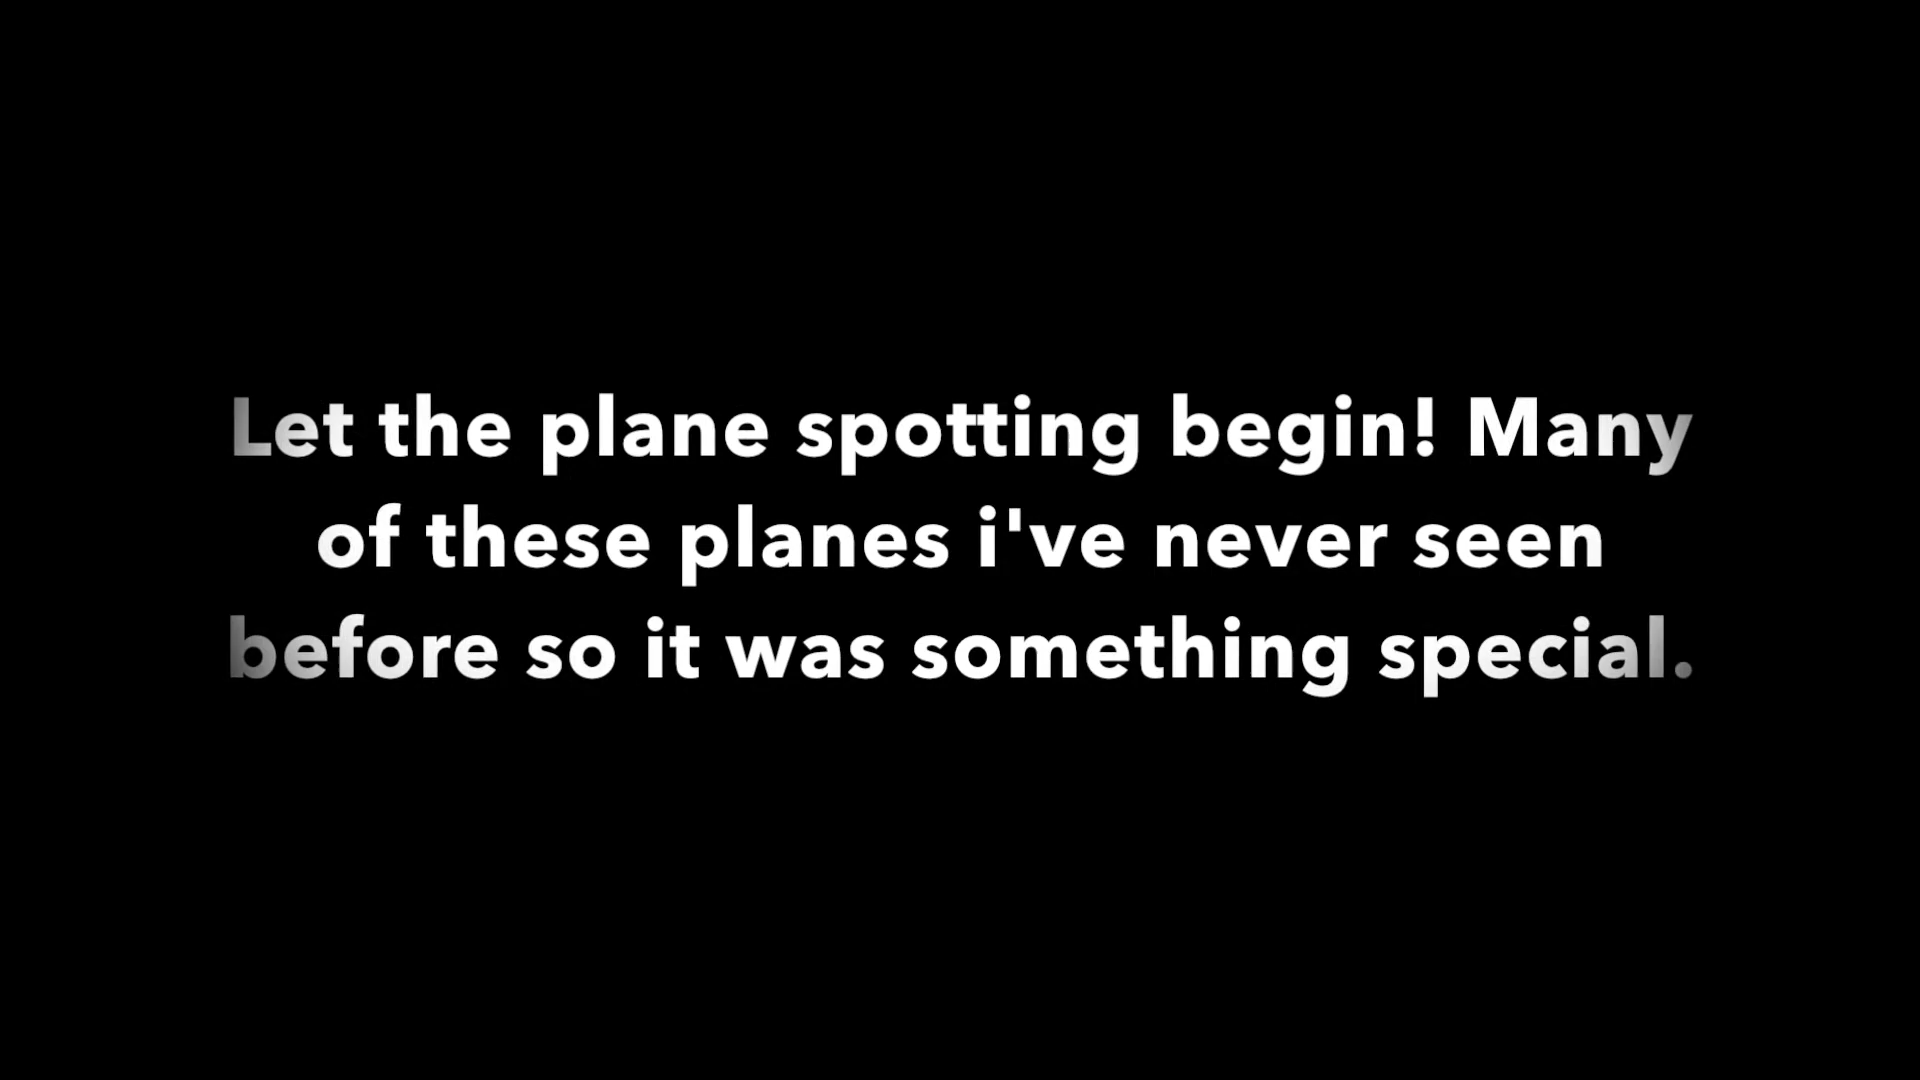 Let the plane spotting begin! Many
of these planes i've never seen
before so it was something special.